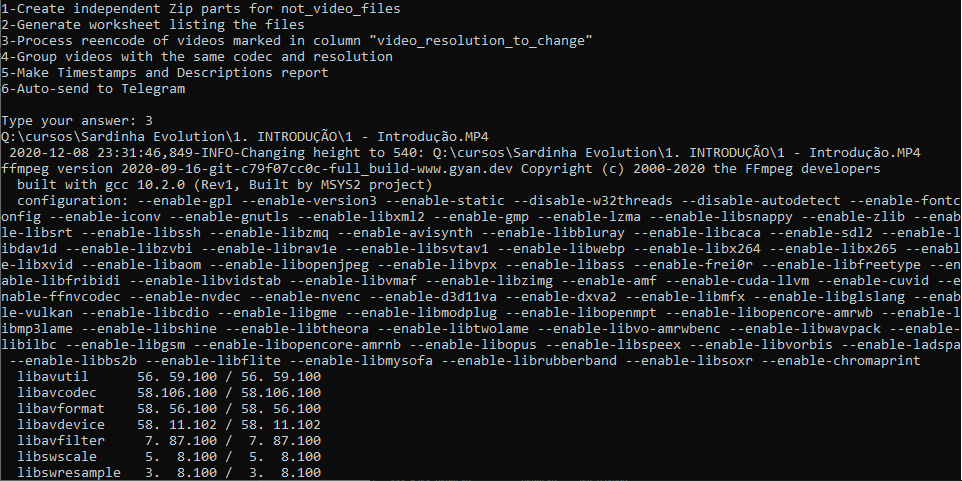 1-Create independent Zip parts for not_video_files
2-Generate worksheet listing the files
3-Process reencode of videos marked in column "video_resolution_to_change"
4-Group videos with the same codec and resolution
5-Make Timestamps and Descriptions report
6-Auto-send to Telegram
Type your answer: 3
Q:\cursos\Sardinha Evolution\1. INTRODUÇÃO\1 - Introdução.MP4
2020-12-08 23:31:46,849-INFO-Changing height to 540: Q:\cursos\Sardinha Evolution\1. INTRODUÇÃO\1 - Introdução.MP4
ffmpeg version 2020-09-16-git-c79f07cc0c-full_build-www.gyan.dev Copyright (c) 2000-2020 the FFmpeg developers
built with gcc 10.2.0 (Rev1, Built by MSYS2 project)
configuration: --enable-gpl --enable-version3 --enable-static --disable-w32threads --disable-autodetect --enable-fontc
onfig --enable-iconv --enable-gnutls --enable-libxml2 --enable-gmp --enable-lzma --enable-libsnappy --enable-zlib --enab
le-libsrt --enable-libssh --enable-libzmq --enable-avisynth --enable-libbluray --enable-libcaca --enable-sdl2 --enable-l
ibdav1d --enable-libzvbi --enable-librav1e --enable-libsvtav1 --enable-libwebp --enable-libx264 --enable-libx265 --enabl
e-libxvid --enable-libaom --enable-libopenjpeg --enable-libvpx --enable-libass --enable-frei0r --enable-libfreetype --en
able-libfribidi --enable-libvidstab --enable-libvmaf --enable-libzimg --enable-amf --enable-cuda-llvm --enable-cuvid --e
nable-ffnvcodec --enable-nvdec --enable-nvenc --enable-d3d11va --enable-dxva2 --enable-libmfx --enable-libglslang --enab
le-vulkan --enable-libcdio --enable-libgme --enable-libmodplug --enable-libopenmpt --enable-libopencore-amrwb --enable-l
ibmp3lame --enable-libshine --enable-libtheora --enable-libtwolame --enable-libvo-amrwbenc --enable-libwavpack --enable-
libilbc --enable-libgsm --enable-libopencore-amrnb --enable-libopus --enable-libspeex --enable-libvorbis --enable-ladspa
--enable-libbs2b --enable-libflite --enable-libmysofa --enable-librubberband --enable-libsoxr --enable-chromaprint
libavutil 56. 59.100 / 56. 59.100
libavcodec 58.106.100 / 58.106.100
libavformat 58. 56.100 / 58. 56.100
libavdevice 58. 11.102 / 58. 11.102
libavfilter 7. 87.100 / 7. 87.100
libswscale 5. 8.100 / 5. 8.100
libswresample 3. 8.100 / 3. 8.100